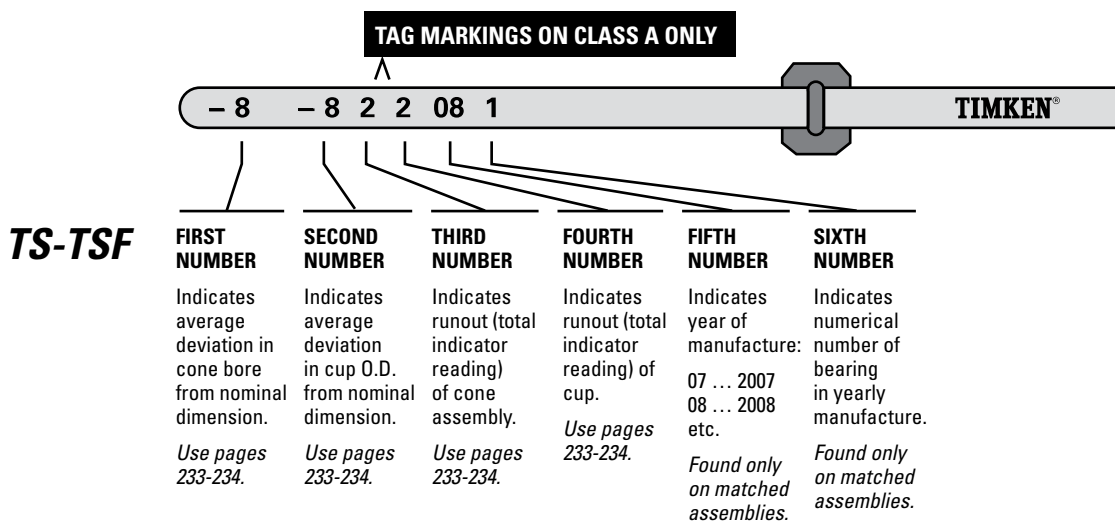 TAG MARKINGS ON CLASS A ONLY
– 8 – 8 2 2 08 1
TIMKEN®
TS-TSF
FIRST
NUMBER
Indicates
average
deviation in
cone bore
from nominal
dimension.
Use pages
233-234.
SECOND
NUMBER
Indicates
average
deviation
in cup O.D.
from nominal
dimension.
Use pages
233-234.
THIRD
NUMBER
Indicates
runout (total
indicator
reading)
of cone
assembly.
Use pages
233-234.
FOURTH
NUMBER
Indicates
runout (total
indicator
reading) of
cup.
Use pages
233-234.
FIFTH
NUMBER
Indicates
year of
manufacture:
07 … 2007
08 … 2008
etc.
Found only
on matched
assemblies.
SIXTH
NUMBER
Indicates
numerical
number of
bearing
in yearly
manufacture.
Found only
on matched
assemblies.